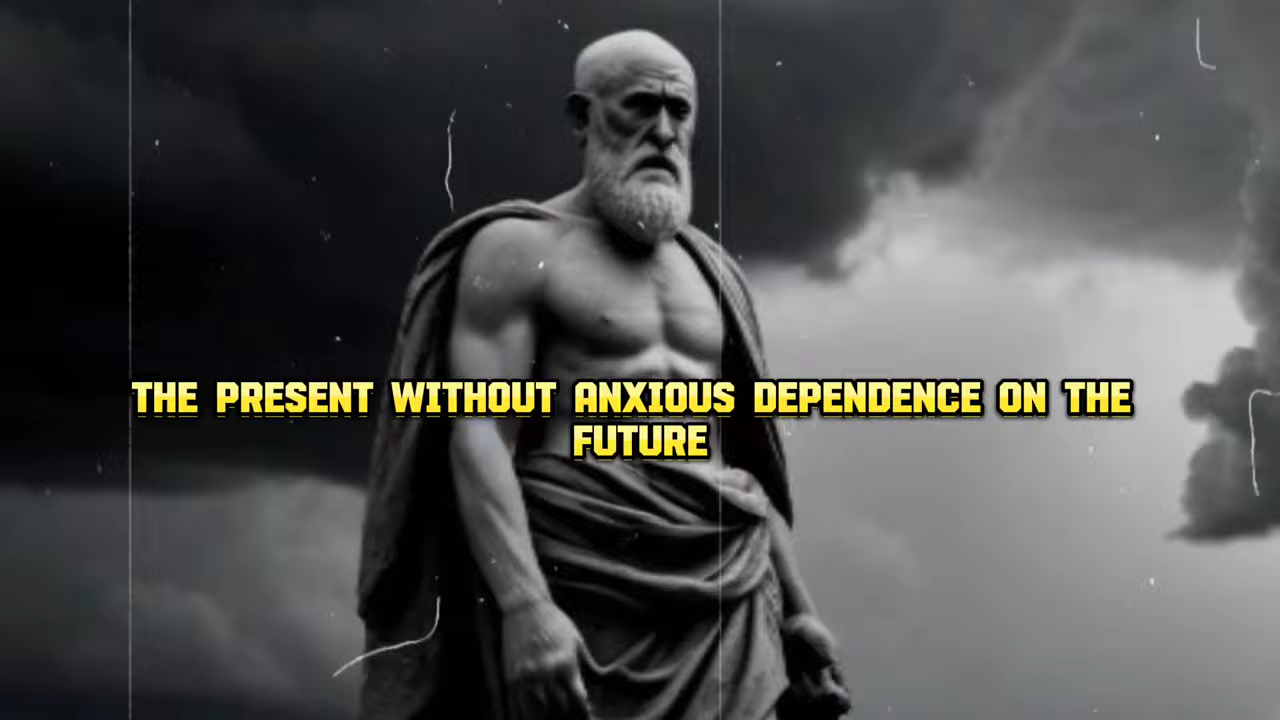 THE PRESENT WITHOUT ANXIOUS DEPENDENCE ON THE
FUTURE